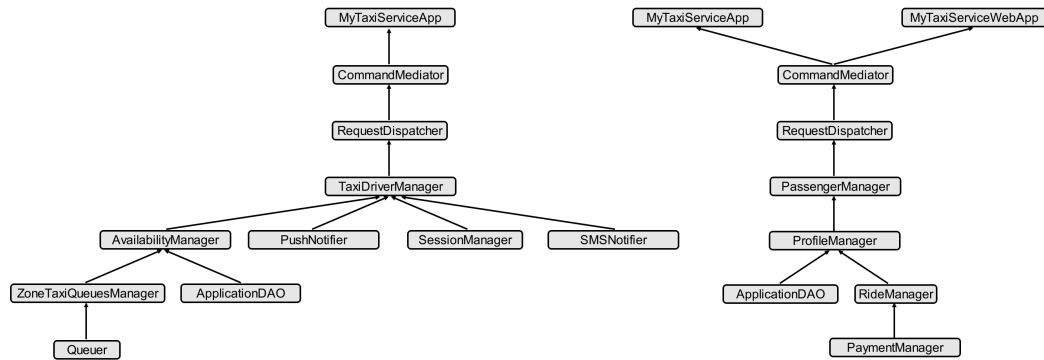 MyTaxiServiceApp
MyTaxiServiceApp
MyTaxiServiceWebApp
CommandMediator
CommandMediator
RequestDispatcher
RequestDispatcher
TaxiDriverManager
PassengerManager
AvailabilityManager
PushNotifier
SessionManager
SMSNotifier
ProfileManager
ZoneTaxiQueuesManager
ApplicationDAO
ApplicationDAO
RideManager
Queuer
PaymentManager